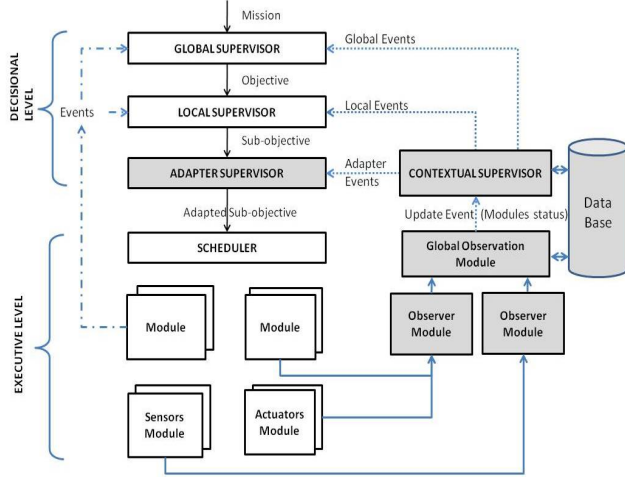 Mission
GLOBAL SUPERVISOR
Global Events
Objective
DECISIONAL
LEVEL
Events
LOCAL SUPERVISOR
Local Events
Sub-objective
ADAPTER SUPERVISOR
Adapter
Events
CONTEXTUAL SUPERVISOR
Data
Base
Adapted Sub-objective
Update Event (Modules status)
SCHEDULER
Global Observation
Module
EXECUTIVE LEVEL
Module
Module
Observer
Module
Observer
Module
Sensors
Module
Actuators
Module